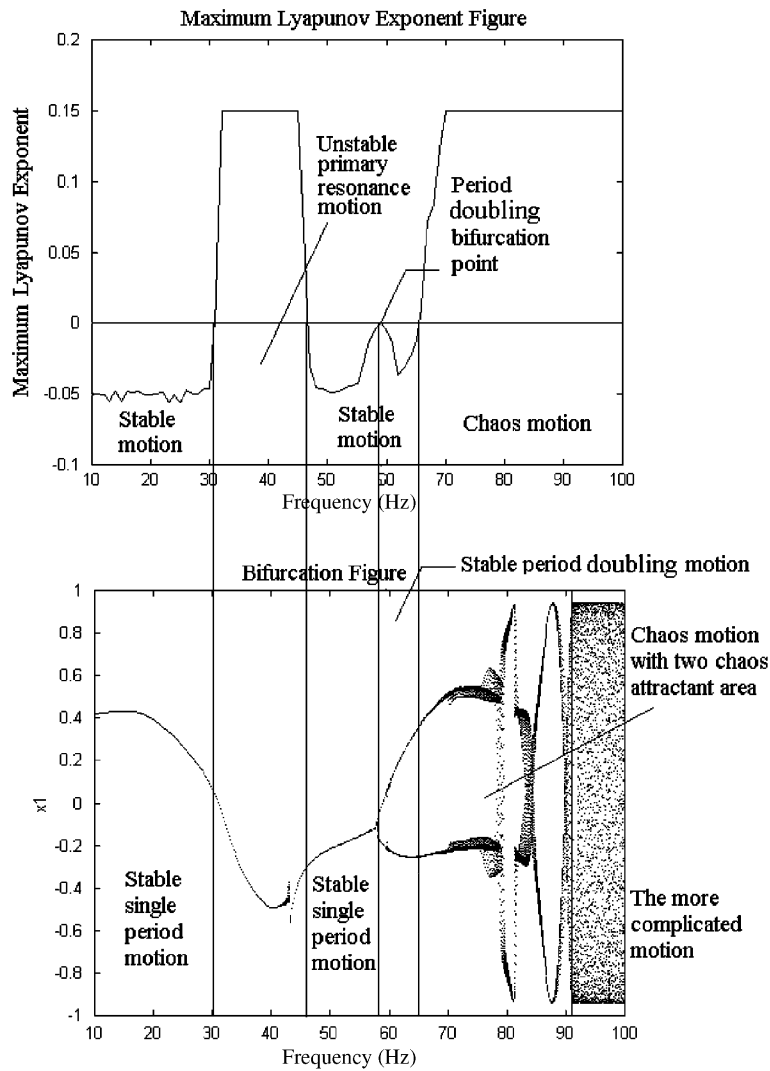 Maximum Lyapunov Exponent Figure
0.2
0.15
0.1
0.05
0
-0.05
-0.1
Maximum Lyapunov Exponent
Unstable
primary
resonance
motion
Period
doubling
bifurcation
point
Stable
motion
Stable
motion
Chaos motion
10 20 30 40 50 60 70 80 90 100
Frequency (Hz)
Bifurcation Figure
Stable period doubling motion
1
0.8
0.6
0.4
0.2
0
-0.2
-0.4
-0.6
-0.8
-1
x1
Chaos motion
with two chaos
attractant area
Stable
single
period
motion
Stable
single
period
motion
The more
complicated
motion
10 20 30 40 50 60 70 80 90 100
Frequency (Hz)